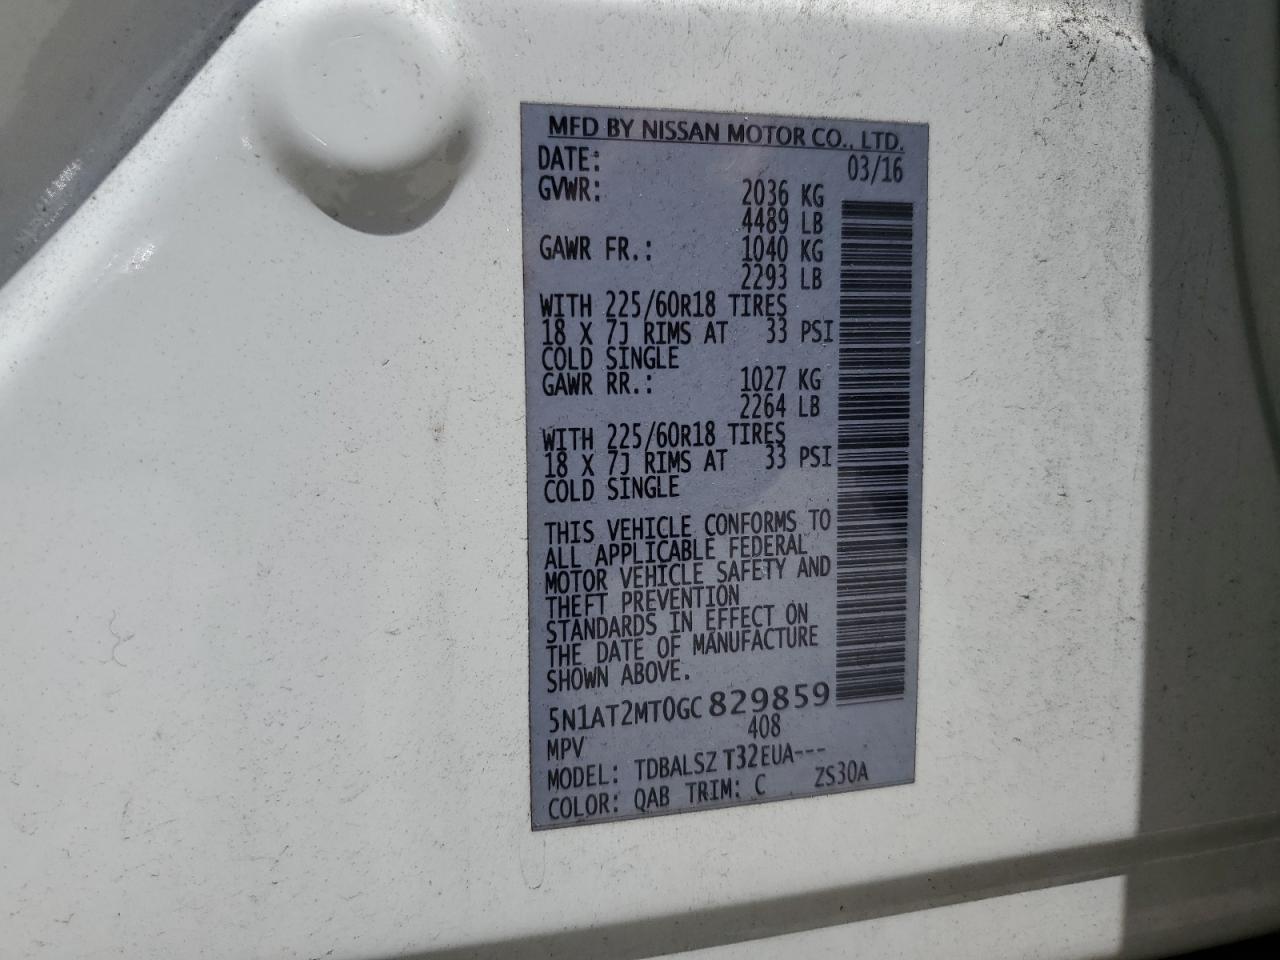 MFD BY NISSAN MOTOR CO., LTD.
DATE: 03/16
GVWR: 2036 KG
4489 LB
GAWR FR.: 1040 KG
2293 LB
WITH 225/60R18 TIRES
18 X 7J RIMS AT 33 PSI
COLD SINGLE
GAWR RR.: 1027 KG
2264 LB
WITH 225/60R18 TIRES
18 X 7J RIMS AT 33 PSI
COLD SINGLE
THIS VEHICLE CONFORMS TO
ALL APPLICABLE FEDERAL
MOTOR VEHICLE SAFETY AND
THEFT PREVENTION
STANDARDS IN EFFECT ON
THE DATE OF MANUFACTURE
SHOWN ABOVE.
5N1AT2MT0GC829859
MPV 408
MODEL: TDBALSZ T32EUA---
COLOR: QAB TRIM: C ZS30A